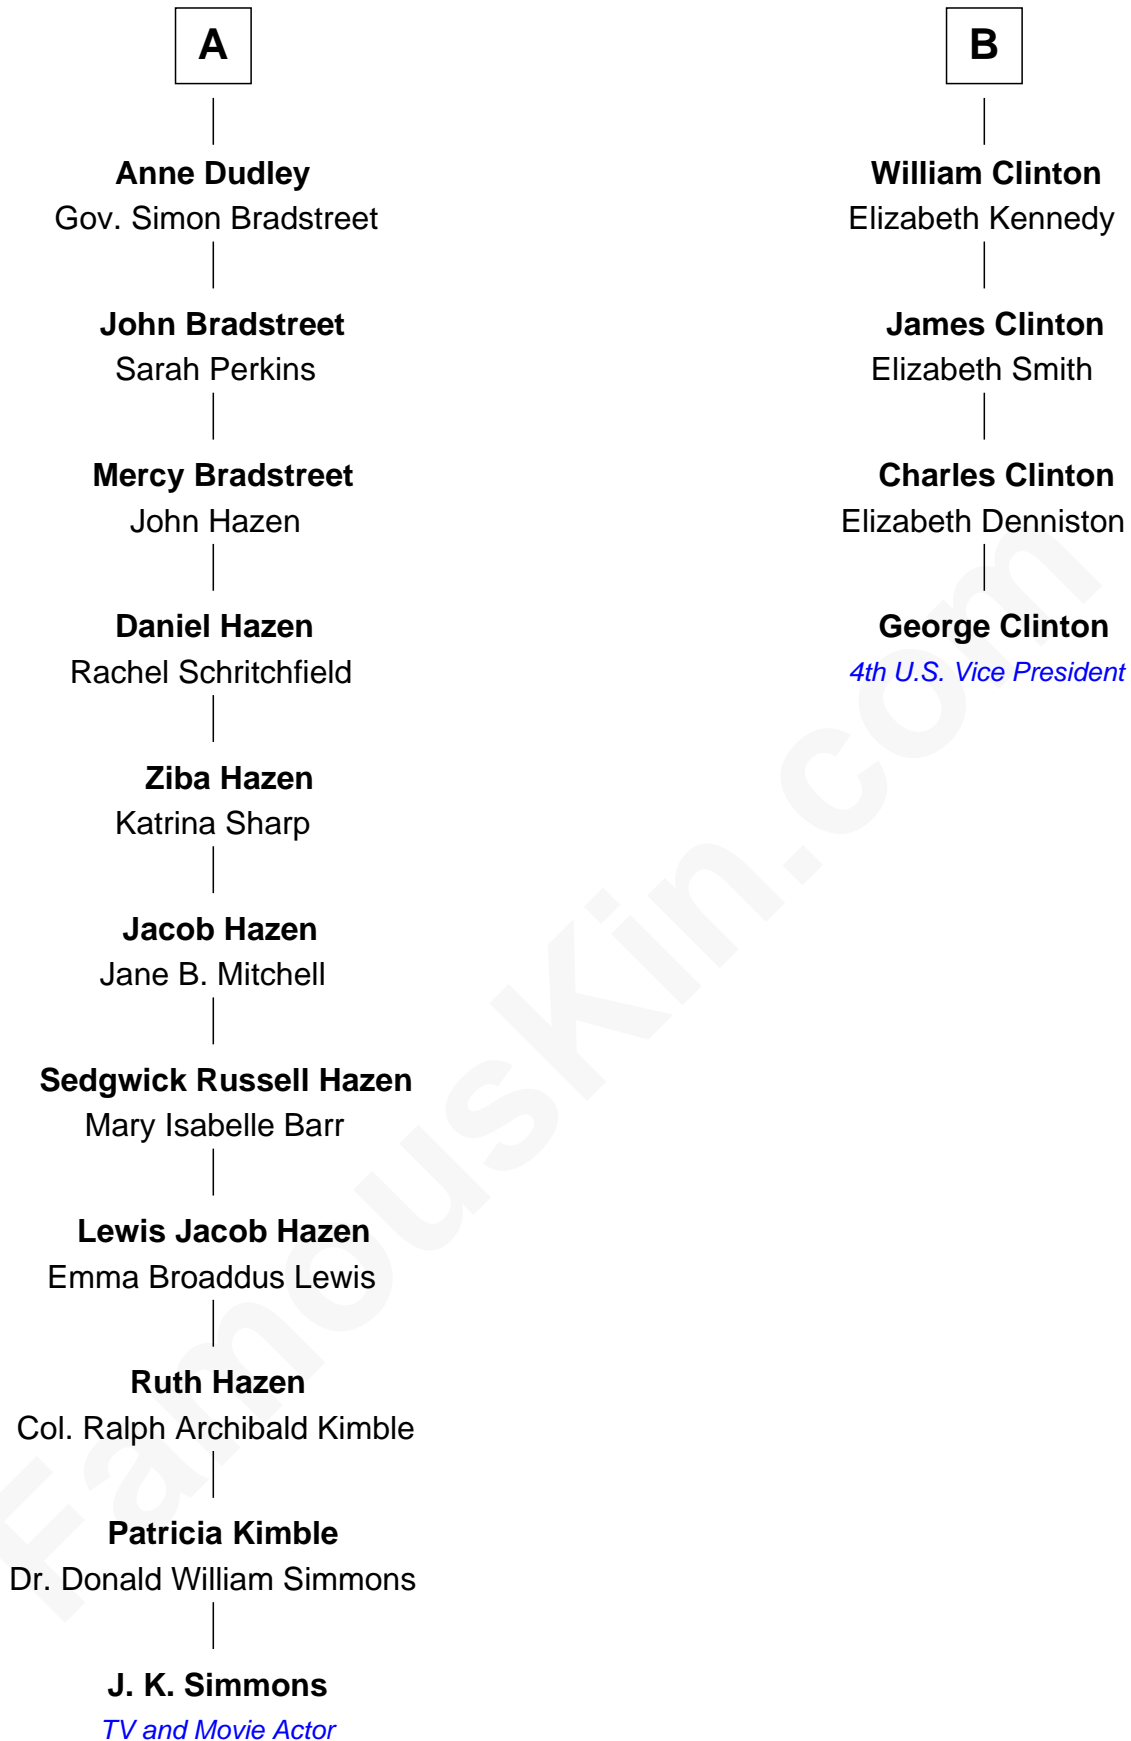 A
Anne Dudley
Gov. Simon Bradstreet
John Bradstreet
Sarah Perkins
Mercy Bradstreet
John Hazen
Daniel Hazen
Rachel Schritchfield
Ziba Hazen
Katrina Sharp
Jacob Hazen
Jane B. Mitchell
Sedgwick Russell Hazen
Mary Isabelle Barr
Lewis Jacob Hazen
Emma Broaddus Lewis
Ruth Hazen
Col. Ralph Archibald Kimble
Patricia Kimble
Dr. Donald William Simmons
J. K. Simmons
TV and Movie Actor
B
William Clinton
Elizabeth Kennedy
James Clinton
Elizabeth Smith
Charles Clinton
Elizabeth Denniston
George Clinton
4th U.S. Vice President
FamousKin.com